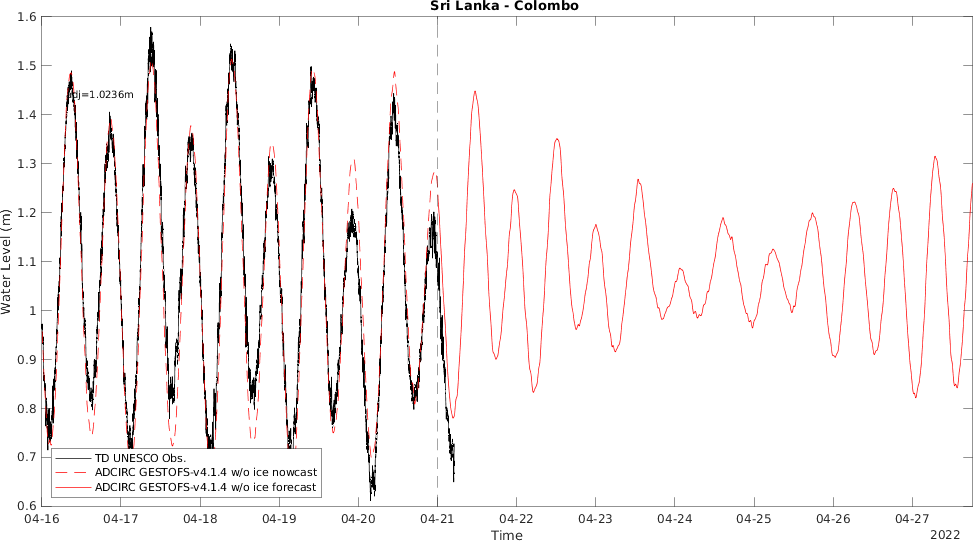 Sri Lanka - Colombo
1.6
1.5
1.4
1.3
1.2
1.1
1
0.9
0.8
0.7
0.6
Water Level (m)
adj=1.0236m
TD UNESCO Obs.
ADCIRC GESTOFS-v4.1.4 w/o ice nowcast
ADCIRC GESTOFS-v4.1.4 w/o ice forecast
04-16 04-17 04-18 04-19 04-20 04-21 04-22 04-23 04-24 04-25 04-26 04-27
Time
2022